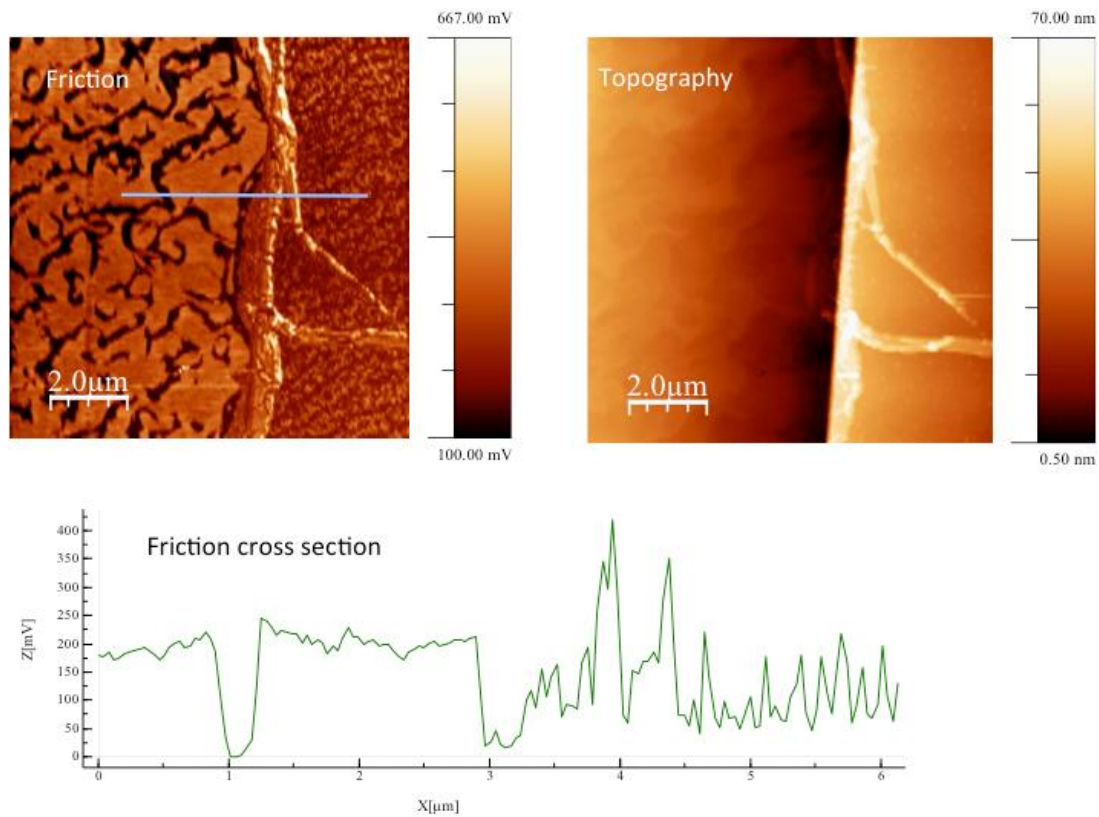 667.00 mV
Friction
2.0μm
100.00 mV
70.00 nm
Topography
2.0μm
0.50 nm
Friction cross section
Z[mV]
400
350
300
250
200
150
100
50
0
0 1 2 3 4 5 6
X[μm]